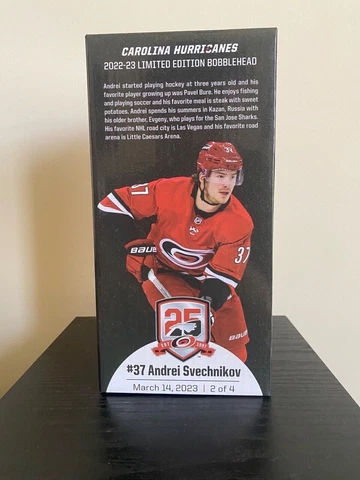 CAROLINA HURRICANES
2022-23 LIMITED EDITION BOBBLEHEAD
Andrei started playing hockey at three years old and his
favorite player growing up was Pavel Bure. He enjoys fishing
and playing soccer and his favorite meal is steak with sweet
potatoes. Andrei spends his summers in Kazan, Russia with
his older brother, Evgeny, who plays for the San Jose Sharks.
His favorite NHL road city is Las Vegas and his favorite road
arena is Little Caesars Arena.
37
37
37
BAUER
BAUER
25
EST
1997
#37 Andrei Svechnikov
March 14, 2023 | 2 of 4